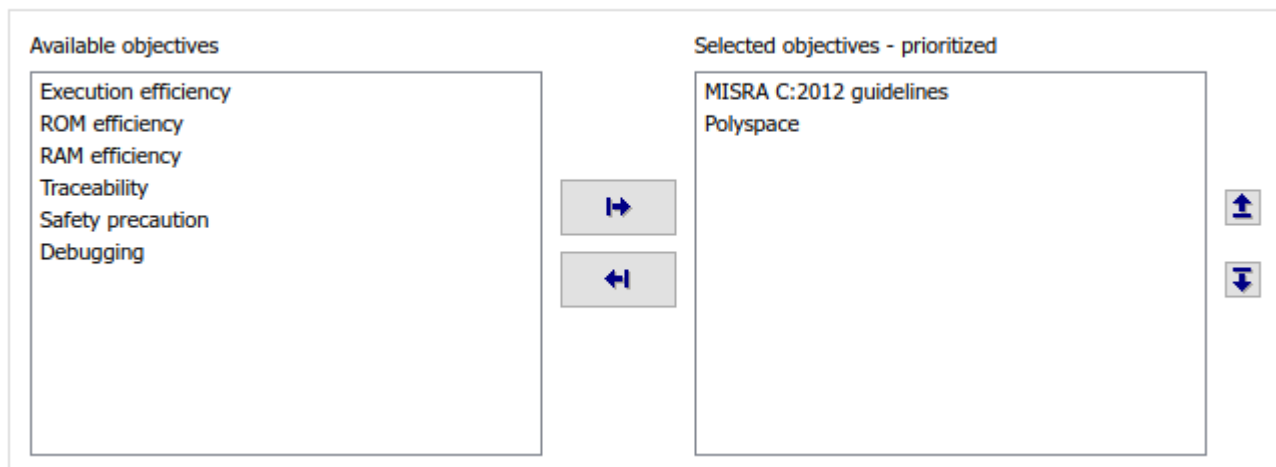 Available objectives
Execution efficiency
ROM efficiency
RAM efficiency
Traceability
Safety precaution
Debugging
Selected objectives - prioritized
MISRA C:2012 guidelines
Polyspace